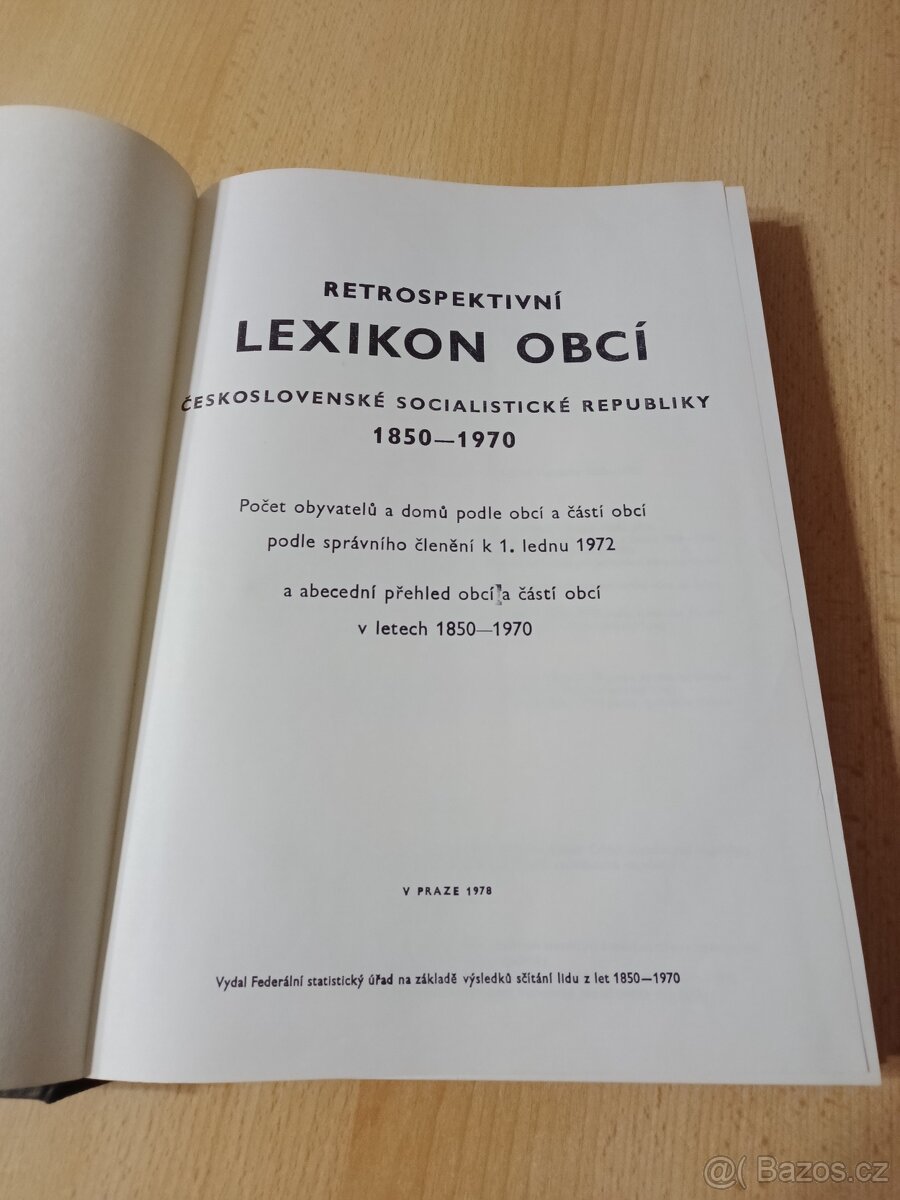 RETROSPEKTIVNÍ
LEXIKON OBCÍ
ČESKOSLOVENSKÉ SOCIALISTICKÉ REPUBLIKY
1850—1970
Počet obyvatelů a domů podle obcí a částí obcí
podle správního členění k 1. lednu 1972
a abecední přehled obcí a částí obcí
v letech 1850—1970
V PRAZE 1978
Vydal Federální statistický úřad na základě výsledků sčítání lidu z let 1850—1970
@( Bazos.cz